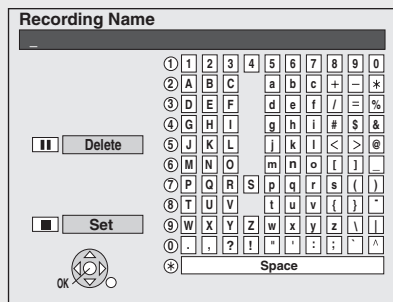 Recording Name
_
① 1 2 3 4 5 6 7 8 9 0
② A B C a b c + − *
③ D E F d e f / = %
④ G H I g h i # $ &
Delete ⑤ J K L j k l < > @
⑥ M N O m n o [ ] _
⑦ P Q R S p q r s ( )
⑧ T U V t u v { } ~
Set ⑨ W X Y Z w x y z \ |
⓪ . , ? ! " ' : ; ` ^
⊛ Space
OK